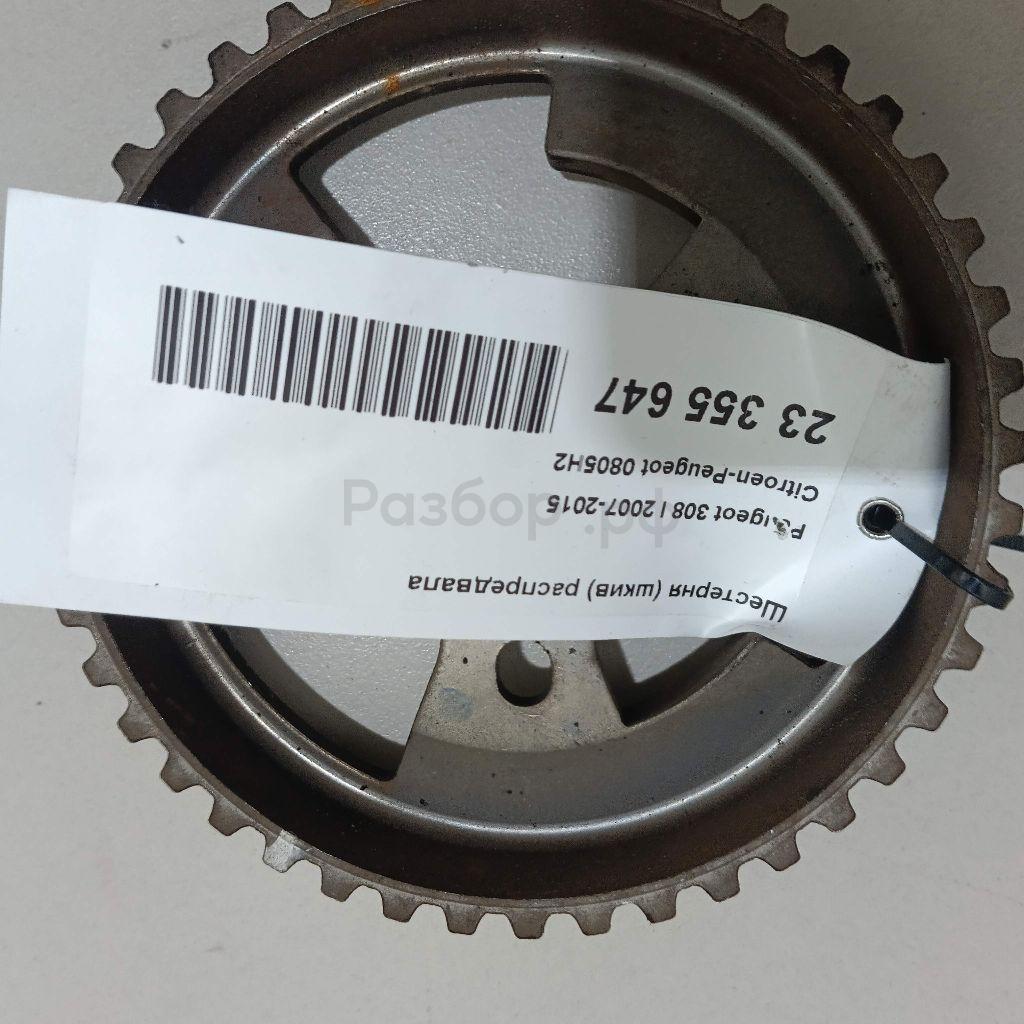 Шестерня (шкив) распредвала
Peugeot 308 I 2007-2015
Citroen-Peugeot 0805H2
23 355 647
Разбор.рф